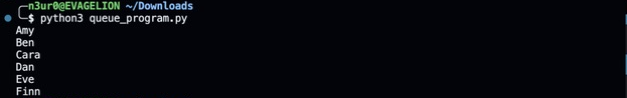 n3ur0@EVAGELION ~/Downloads
$ python3 queue_program.py
Amy
Ben
Cara
Dan
Eve
Finn